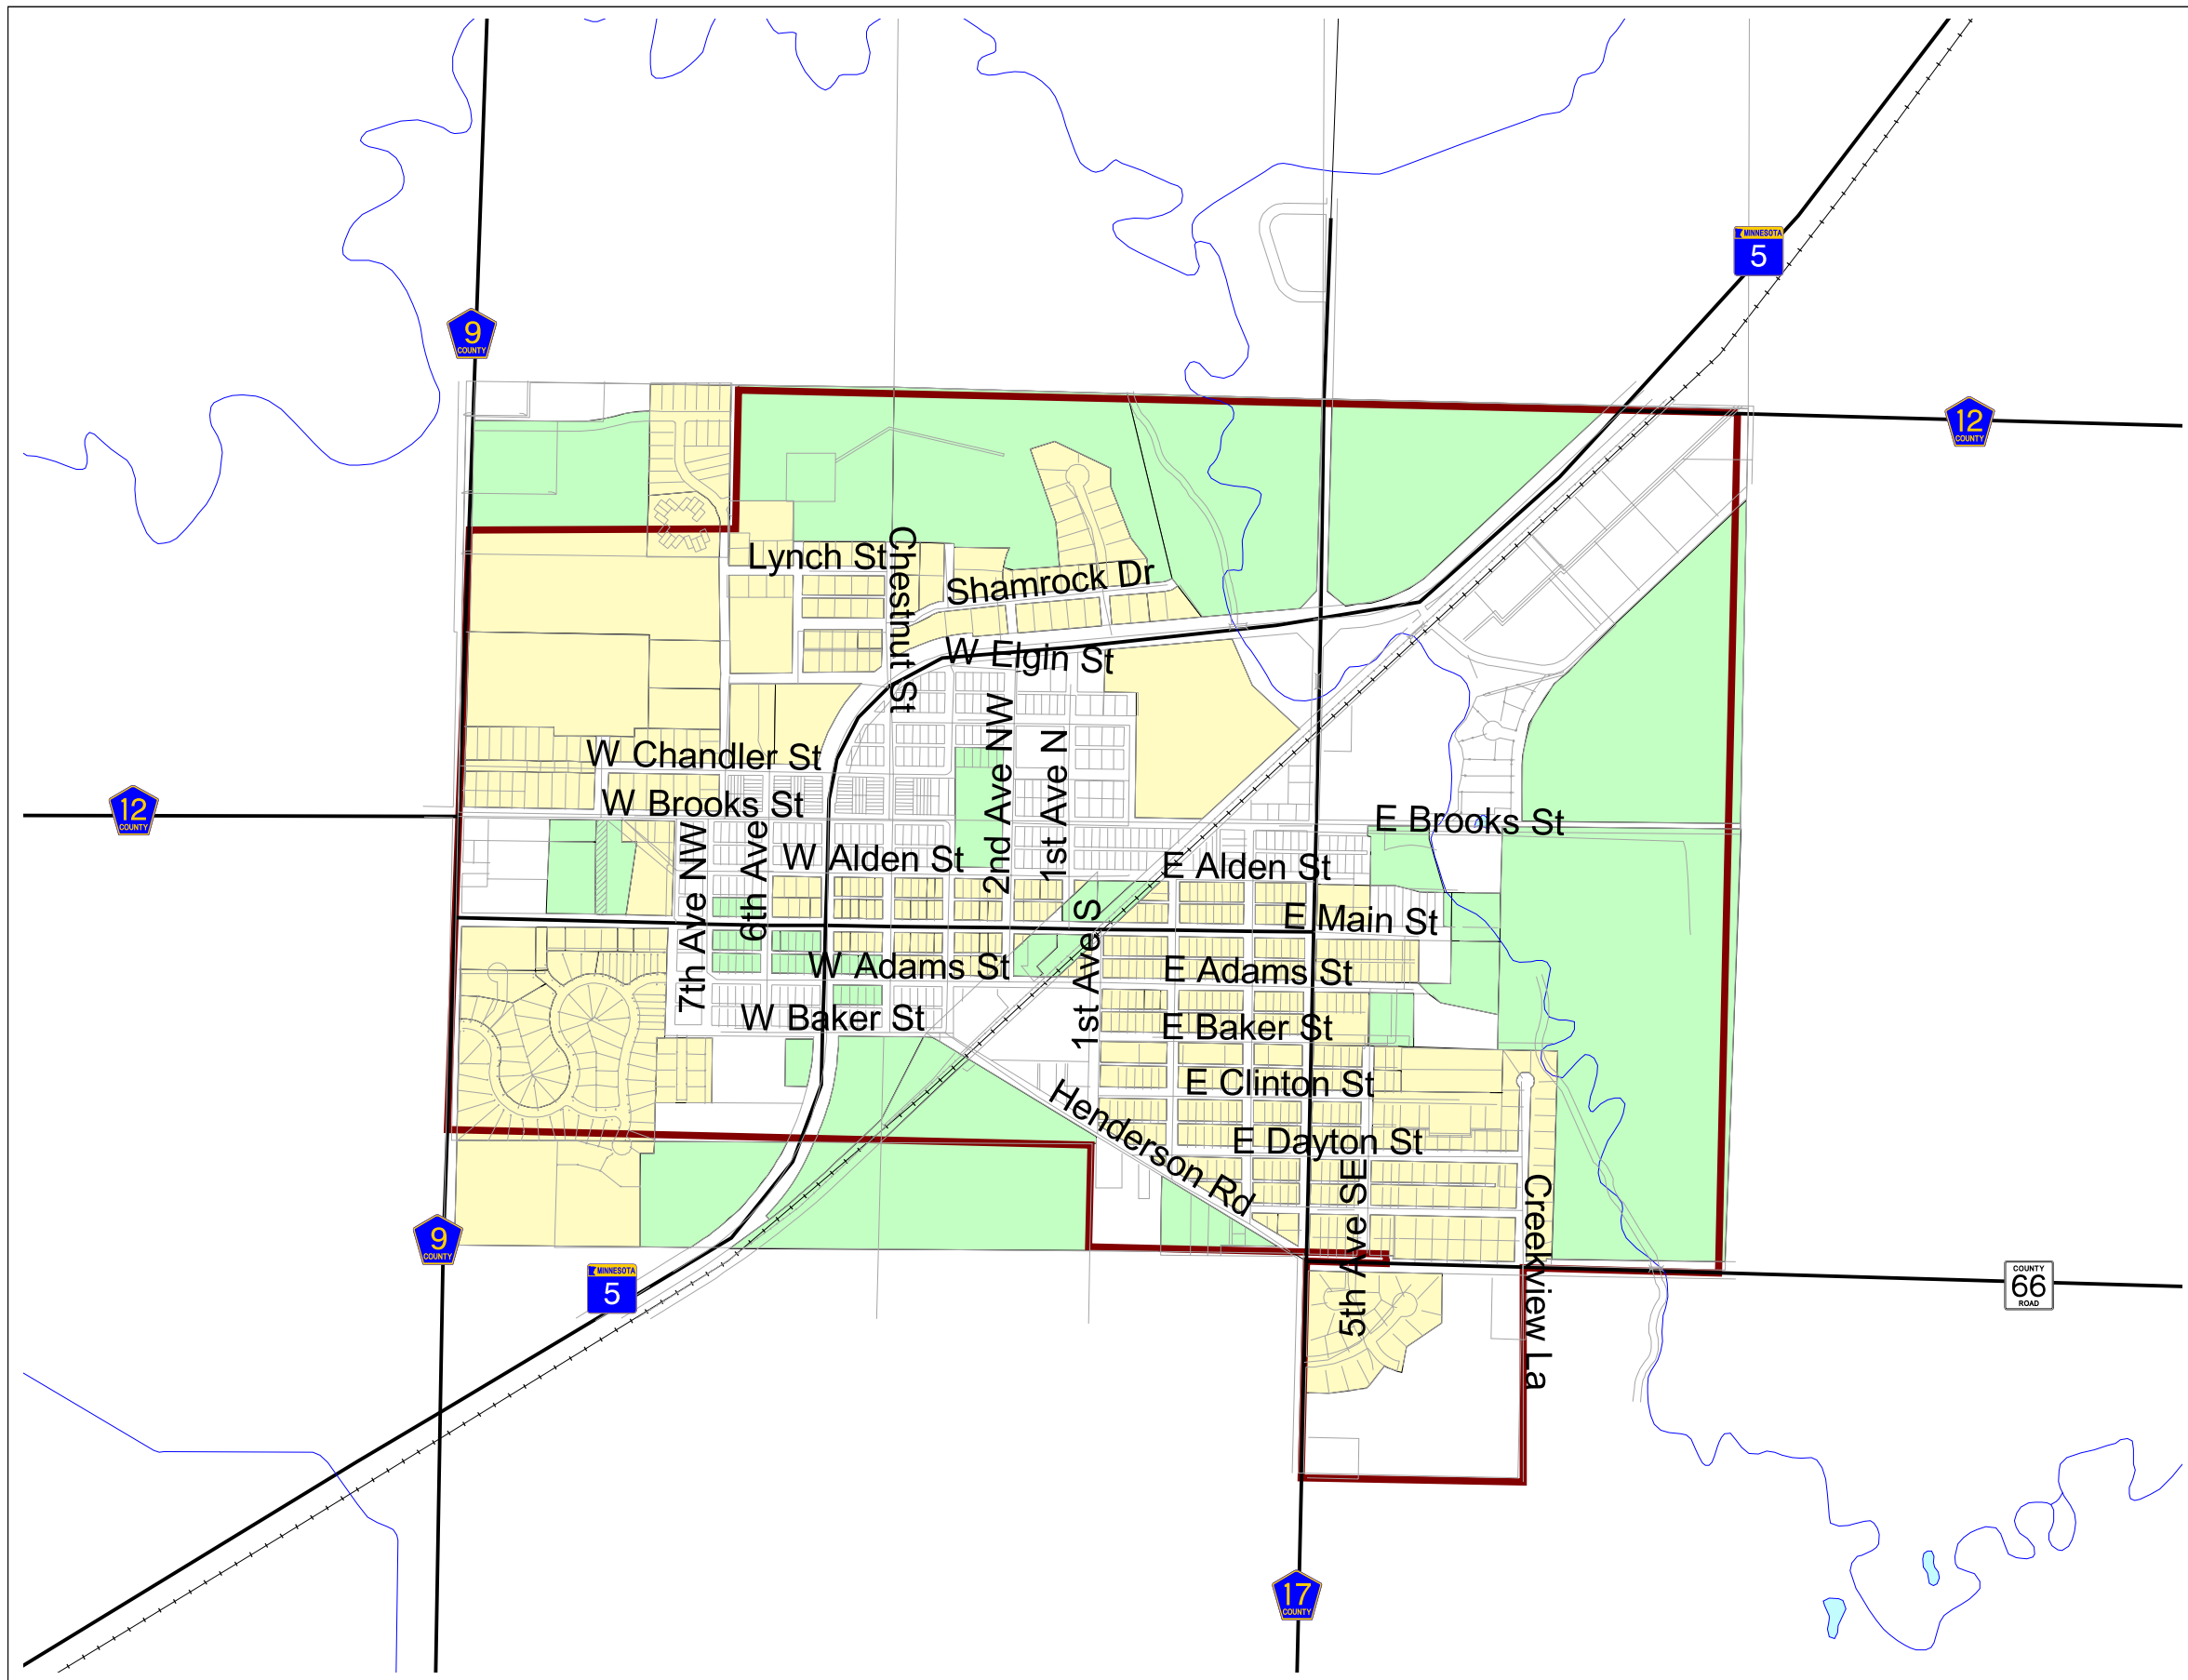 MINNESOTA
5
9
COUNTY
12
COUNTY
Lynch St
Chestnut St
Shamrock Dr
W Elgin St
2nd Ave NW
1st Ave N
W Chandler St
W Brooks St
12
COUNTY
E Brooks St
7th Ave NW
6th Ave
W Alden St
E Alden St
1st Ave S
E Main St
W Adams St
E Adams St
W Baker St
E Baker St
E Clinton St
Henderson Rd
E Dayton St
5th Ave SE
Creekview La
9
COUNTY
MINNESOTA
5
COUNTY
66
ROAD
17
COUNTY